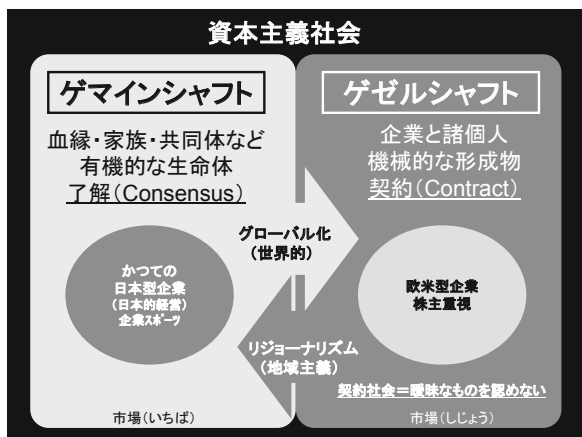 資本主義社会
ゲマインシャフト
血縁・家族・共同体など
有機的な生命体
了解(Consensus)
ゲゼルシャフト
企業と諸個人
機械的な形成物
契約(Contract)
グローバル化
(世界的)
かつての
日本型企業
(日本的経営)
企業スポーツ
欧米型企業
株主重視
リジョーナリズム
(地域主義)
契約社会=曖昧なものを認めない
市場(いちば)
市場(しじょう)